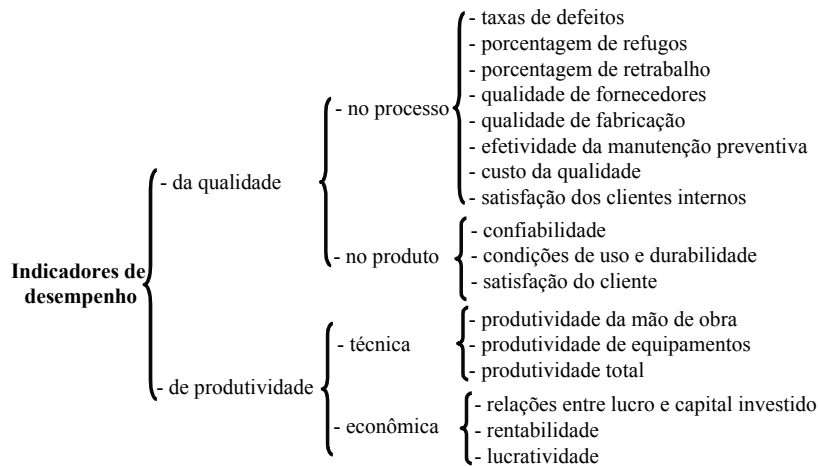 Indicadores de
desempenho
- da qualidade
- no processo
- taxas de defeitos
- porcentagem de refugos
- porcentagem de retrabalho
- qualidade de fornecedores
- qualidade de fabricação
- efetividade da manutenção preventiva
- custo da qualidade
- satisfação dos clientes internos
- no produto
- confiabilidade
- condições de uso e durabilidade
- satisfação do cliente
- de produtividade
- técnica
- produtividade da mão de obra
- produtividade de equipamentos
- produtividade total
- econômica
- relações entre lucro e capital investido
- rentabilidade
- lucratividade